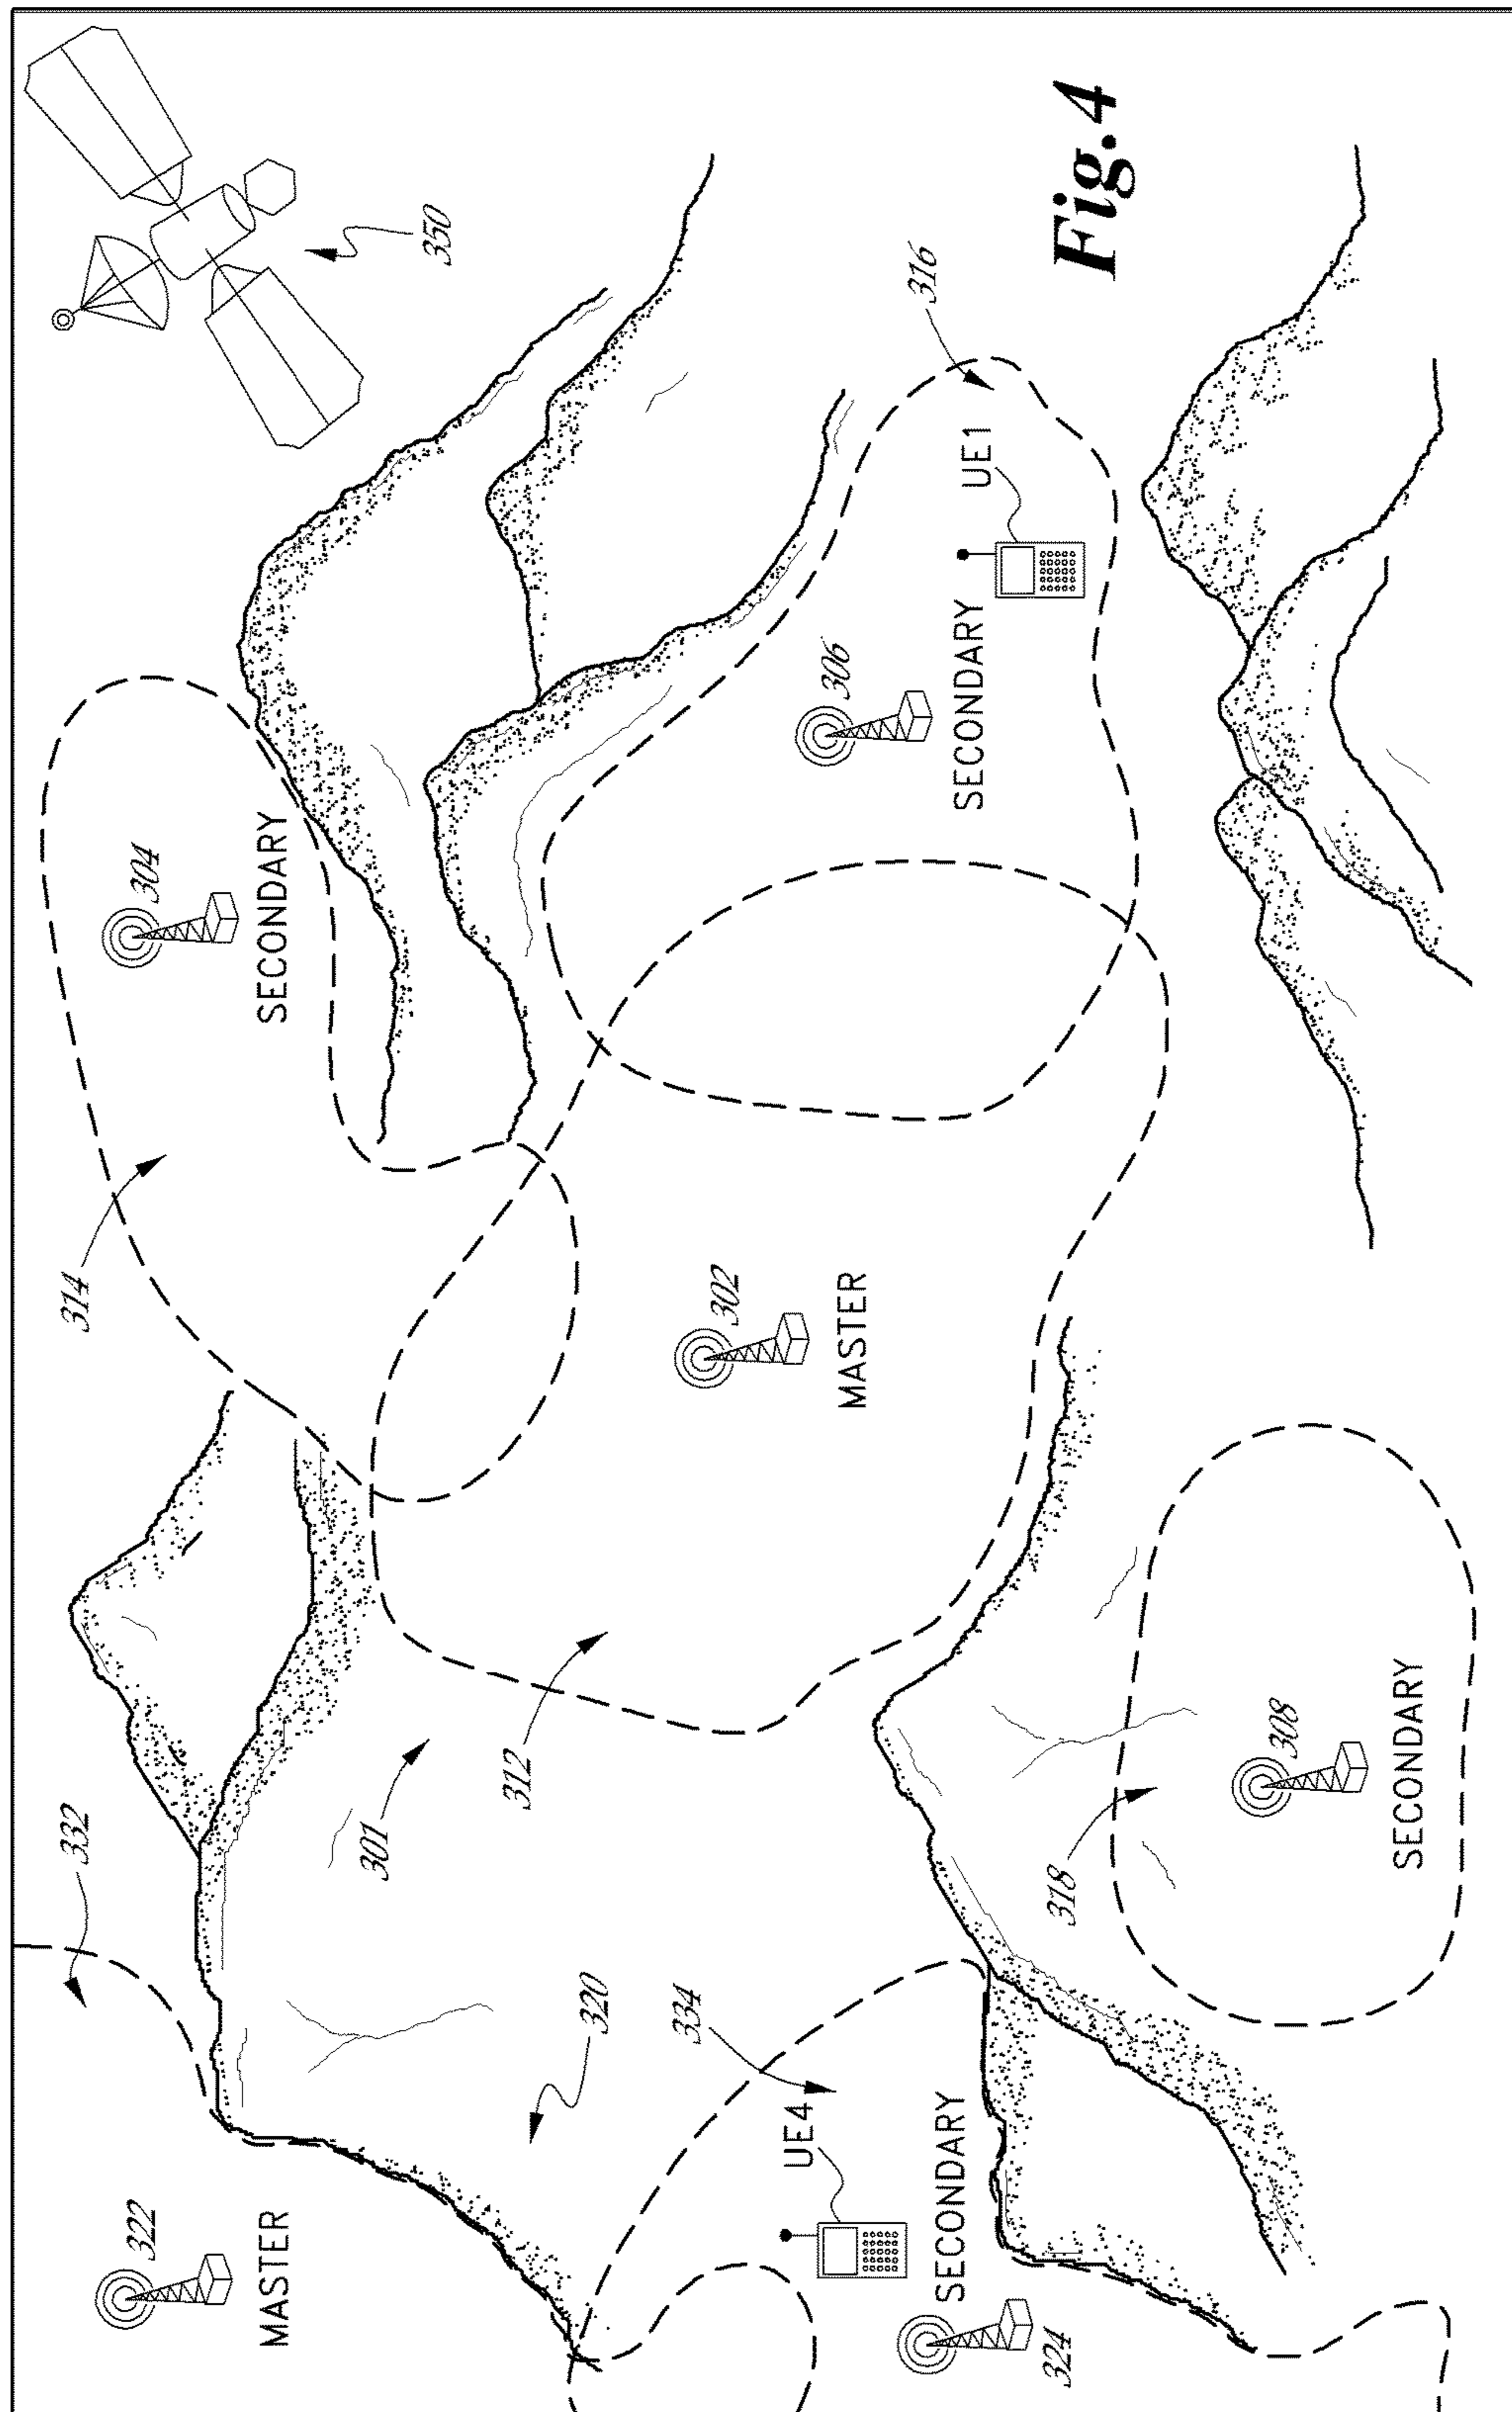 332
322
MASTER
314
304
SECONDARY
350
301
312
320
302
MASTER
334
UE4
SECONDARY
324
306
SECONDARY
UE1
316
318
308
SECONDARY
Fig.4